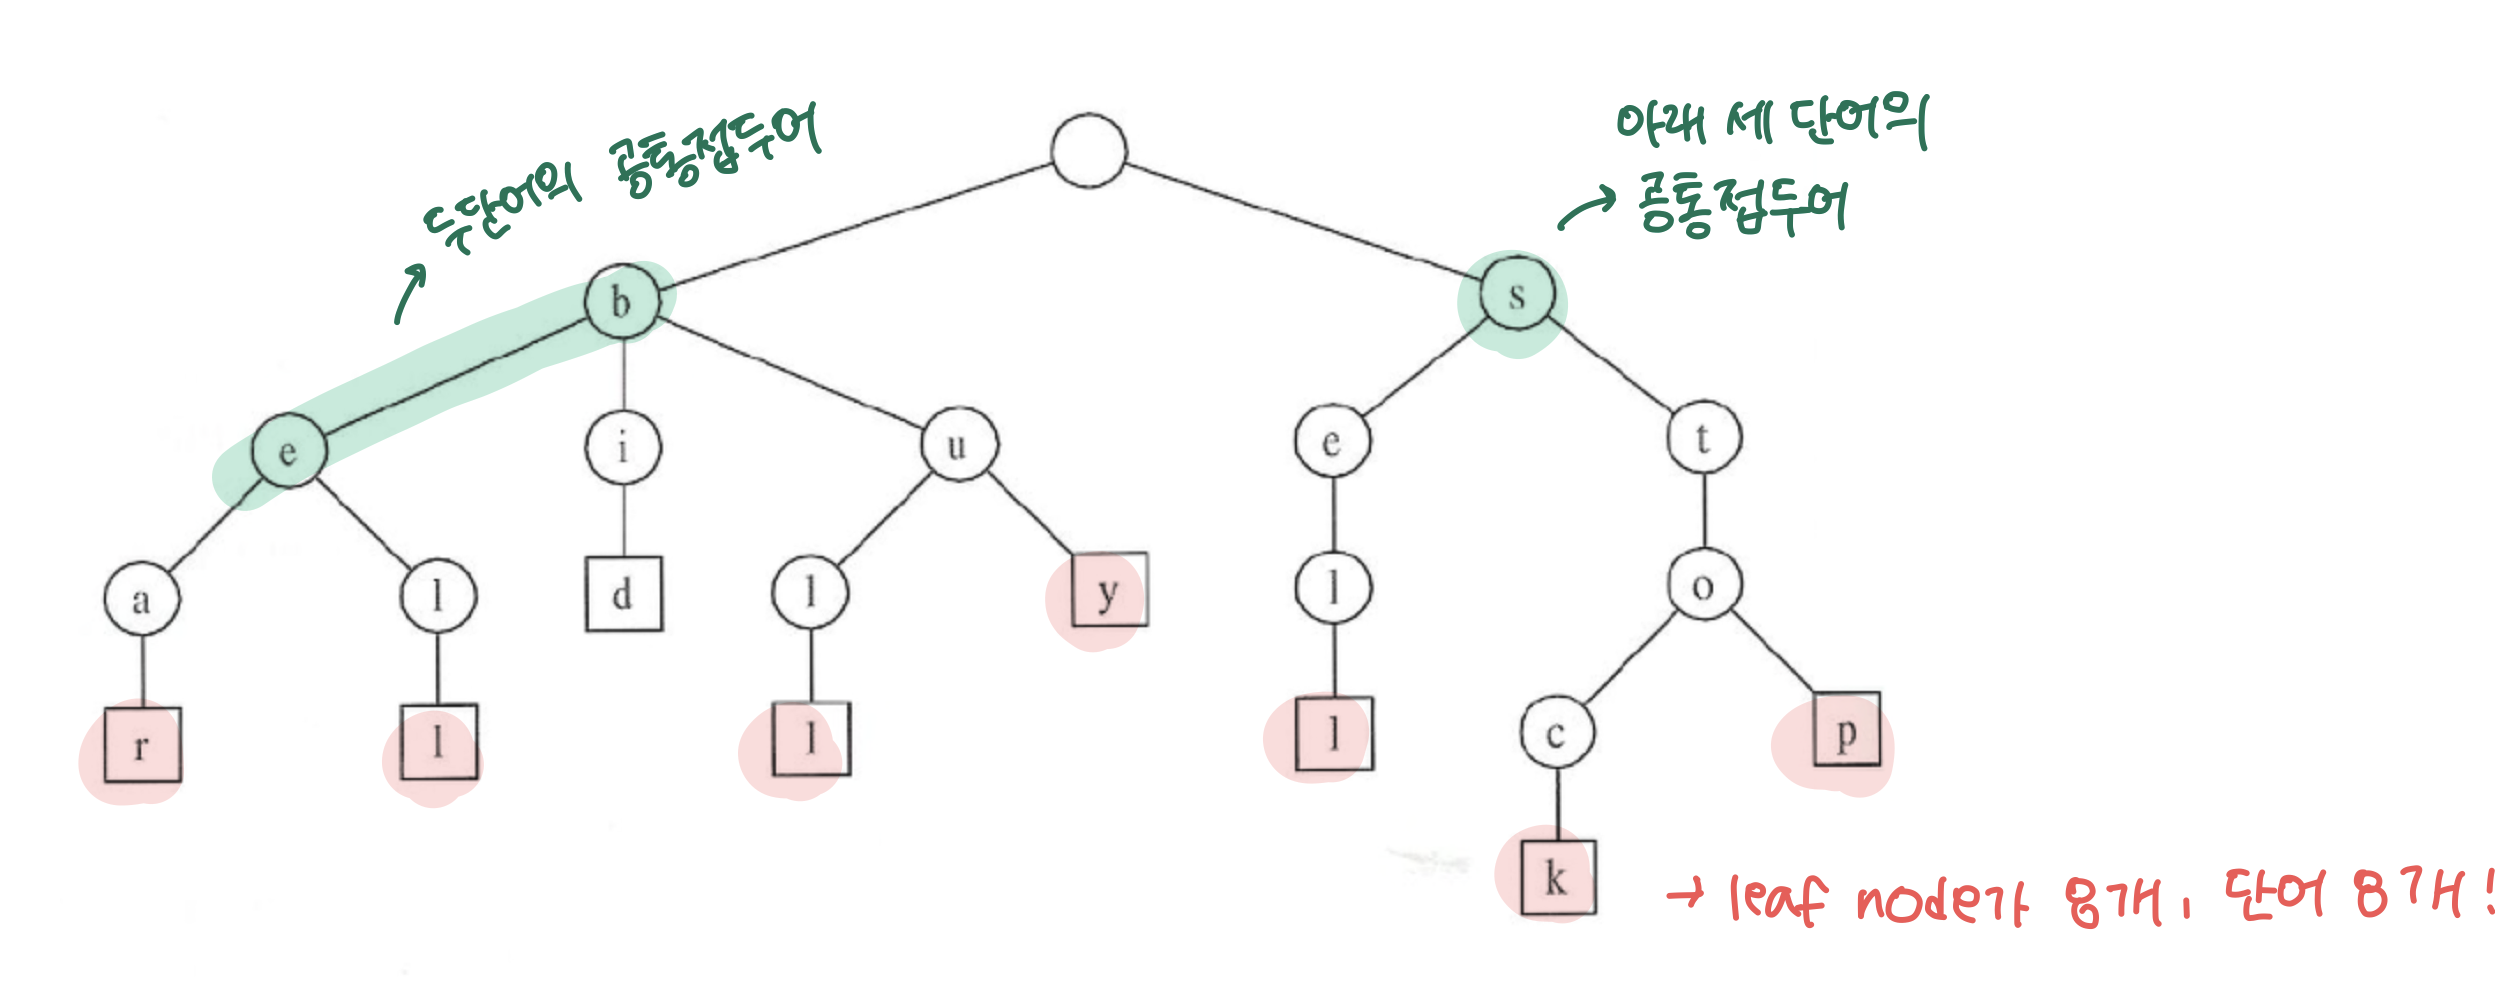 두 단어의 공통접두어
아래 세 단어의
공통접두어
b
s
e
i
u
e
t
a
l
d
l
y
l
o
r
l
l
l
c
p
k
→ leaf node가 8개, 단어 8개!